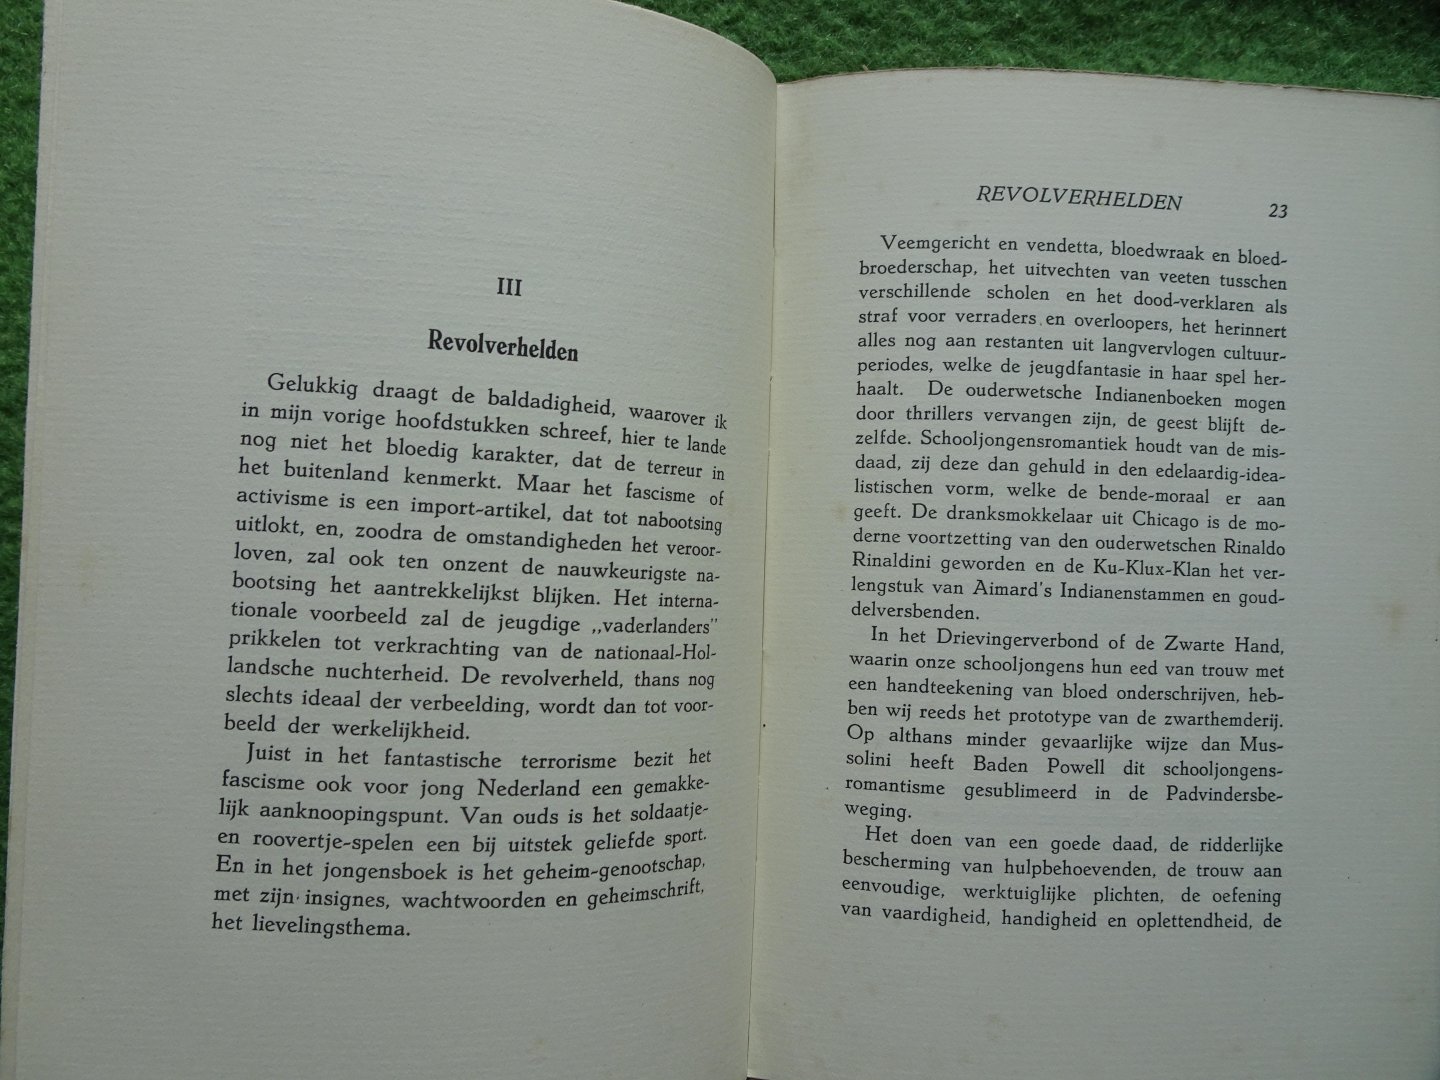 III
Revolverhelden
Gelukkig draagt de baldadigheid, waarover ik
in mijn vorige hoofdstukken schreef, hier te lande
nog niet het bloedig karakter, dat de terreur in
het buitenland kenmerkt. Maar het fascisme of
activisme is een import-artikel, dat tot nabootsing
uitlokt, en, zoodra de omstandigheden het veroor-
loven, zal ook ten onzent de nauwkeurigste na-
bootsing het aantrekkelijkst blijken. Het interna-
tionale voorbeeld zal de jeugdige „vaderlanders”
prikkelen tot verkrachting van de nationaal-Hol-
landsche nuchterheid. De revolverheld, thans nog
slechts ideaal der verbeelding, wordt dan tot voor-
beeld der werkelijkheid.
Juist in het fantastische terrorisme bezit het
fascisme ook voor jong Nederland een gemakke-
lijk aanknoopingspunt. Van ouds is het soldaatje-
en roovertje-spelen een bij uitstek geliefde sport.
En in het jongensboek is het geheim-genootschap,
met zijn insignes, wachtwoorden en geheimschrift,
het lievelingsthema.
REVOLVERHELDEN 23
Veemgericht en vendetta, bloedwraak en bloed-
broederschap, het uitvechten van veeten tusschen
verschillende scholen en het dood-verklaren als
straf voor verraders en overloopers, het herinnert
alles nog aan restanten uit langvervlogen cultuur-
periodes, welke de jeugdfantasie in haar spel her-
haalt. De ouderwetsche Indianenboeken mogen
door thrillers vervangen zijn, de geest blijft de-
zelfde. Schooljongensromantiek houdt van de mis-
daad, zij deze dan gehuld in den edelaardig-idea-
listischen vorm, welke de bende-moraal er aan
geeft. De dranksmokkelaar uit Chicago is de mo-
derne voortzetting van den ouderwetschen Rinaldo
Rinaldini geworden en de Ku-Klux-Klan het ver-
lengstuk van Aimard's Indianenstammen en goud-
delversbenden.
In het Drievingerverbond of de Zwarte Hand,
waarin onze schooljongens hun eed van trouw met
een handteekening van bloed onderschrijven, heb-
ben wij reeds het prototype van de zwarthemderij.
Op althans minder gevaarlijke wijze dan Mus-
solini heeft Baden Powell dit schooljongens-
romantisme gesublimeerd in de Padvindersbe-
weging.
Het doen van een goede daad, de ridderlijke
bescherming van hulpbehoevenden, de trouw aan
eenvoudige, werktuiglijke plichten, de oefening
van vaardigheid, handigheid en oplettendheid, de